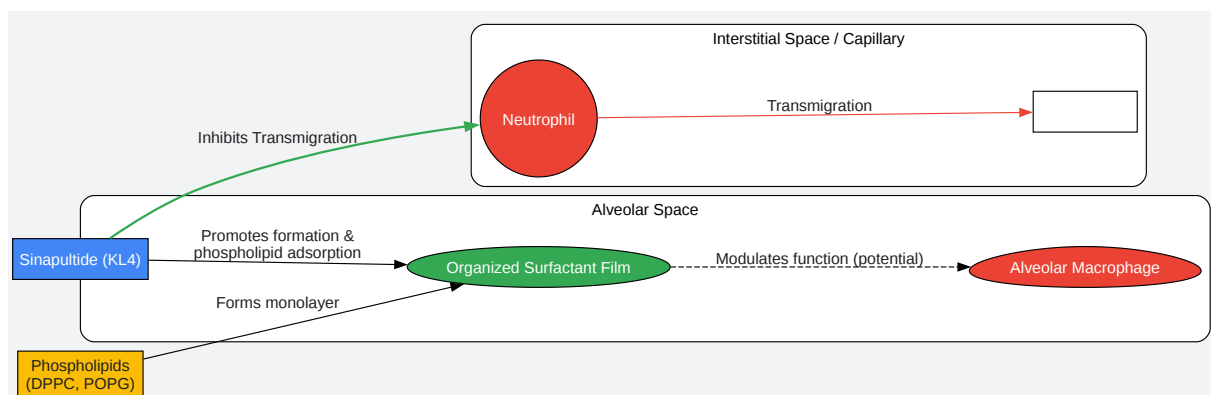 Interstitial Space / Capillary
Neutrophil
Transmigration
Inhibits Transmigration
Alveolar Space
Sinapultide (KL4)
Promotes formation &
phospholipid adsorption
Organized Surfactant Film
Modulates function (potential)
Alveolar Macrophage
Forms monolayer
Phospholipids
(DPPC, POPG)